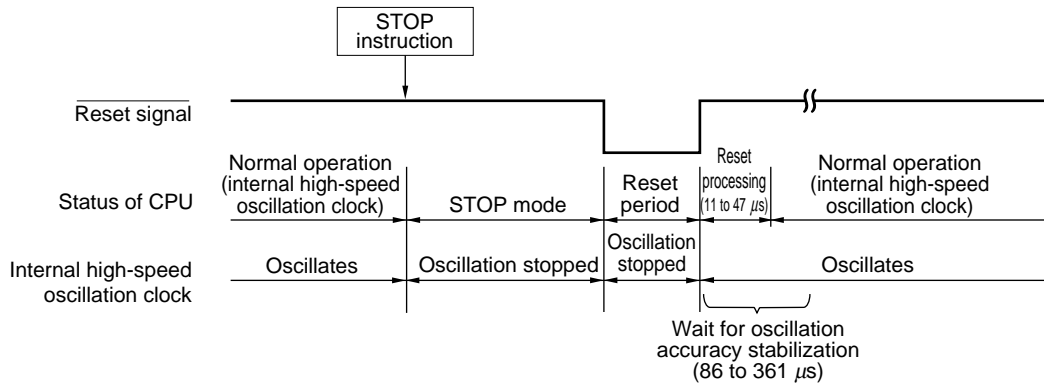 STOP
instruction
Reset signal
Status of CPU
Normal operation
(internal high-speed
oscillation clock)
STOP mode
Reset
period
Reset
processing
(11 to 47 μs)
Normal operation
(internal high-speed
oscillation clock)
Internal high-speed
oscillation clock
Oscillates
Oscillation stopped
Oscillation
stopped
Oscillates
Wait for oscillation
accuracy stabilization
(86 to 361 μs)